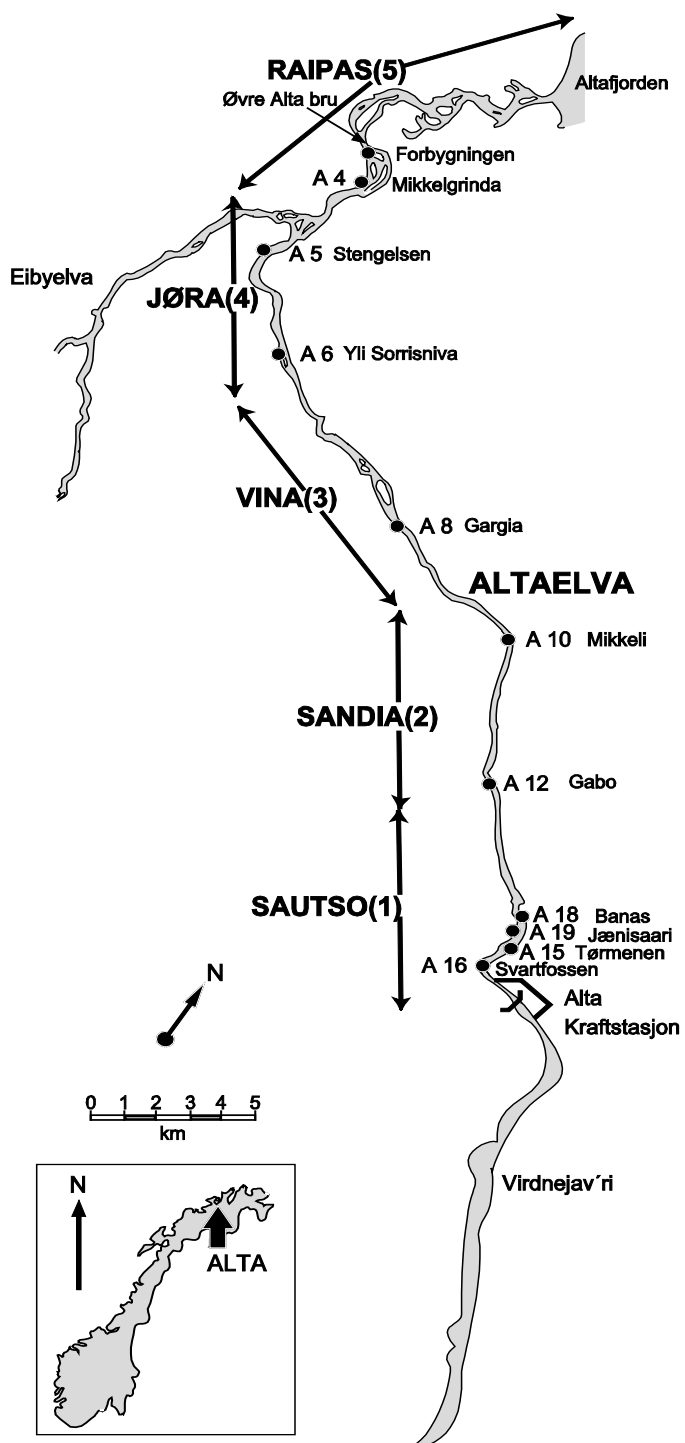 RAIPAS(5)
Altafjorden
Øvre Alta bru
Forbygningen
A 4 Mikkelgrinda
A 5 Stengelsen
Eibyelva
JØRA(4)
A 6 Yli Sorrisniva
VINA(3)
A 8 Gargia
ALTAELVA
A 10 Mikkeli
SANDIA(2)
A 12 Gabo
SAUTSO(1)
A 18 Banas
A 19 Jænisaari
A 15 Tørmenen
A 16 Svartfossen
N
Alta
Kraftstasjon
0 1 2 3 4 5
km
Virdnejav´ri
N
ALTA